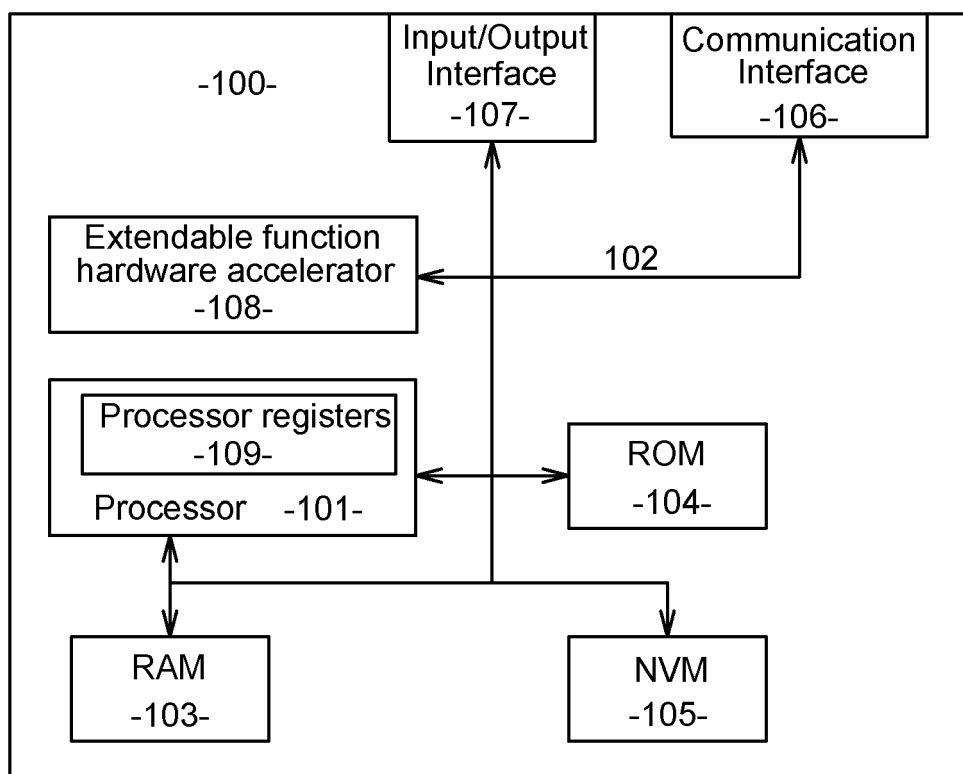 -100-
Input/Output
Interface
-107-
Communication
Interface
-106-
Extendable function
hardware accelerator
-108-
102
Processor registers
-109-
Processor -101-
ROM
-104-
RAM
-103-
NVM
-105-